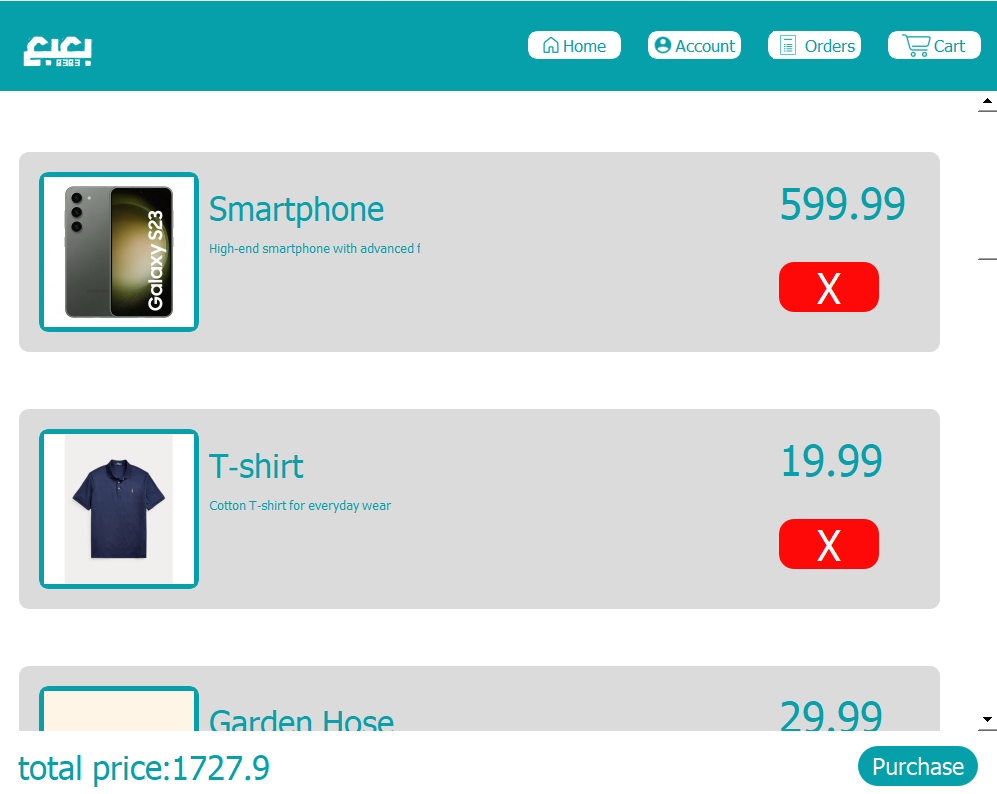 Home
Account
Orders
Cart
Smartphone
High-end smartphone with advanced f
599.99
X
Galaxy S23
T-shirt
Cotton T-shirt for everyday wear
19.99
X
Garden Hose
29.99
total price:1727.9
Purchase